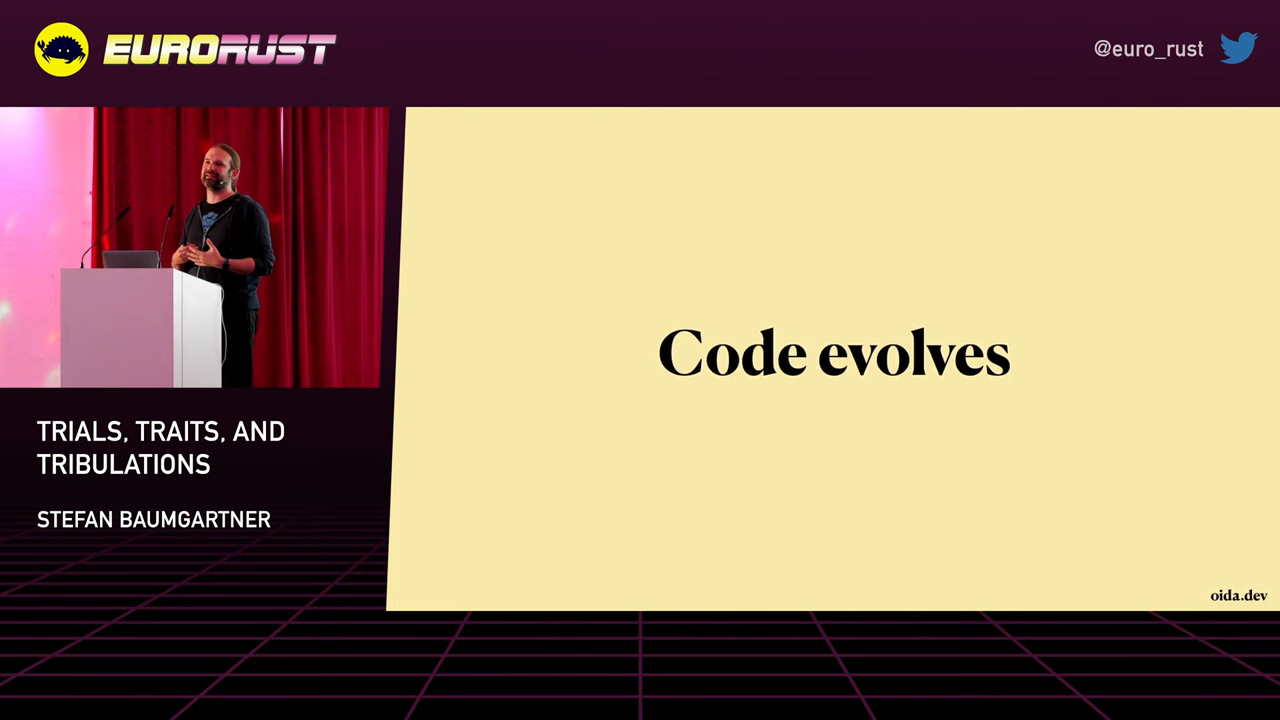 EURORUST
@euro_rust
Code evolves
TRIALS, TRAITS, AND
TRIBULATIONS
STEFAN BAUMGARTNER
oida.dev